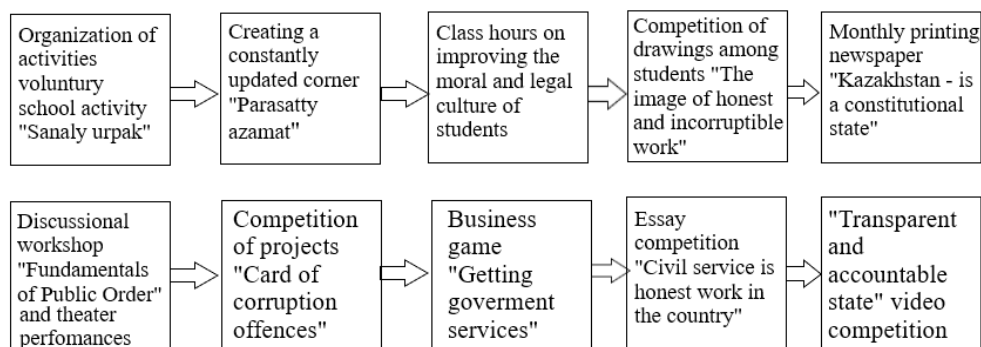 Organization of
activities
voluntury
school activity
"Sanaly urpak"
Creating a
constantly
updated corner
"Parasatty
azamat"
Class hours on
improving the
moral and legal
culture of
students
Competition of
drawings among
students "The
image of honest
and incorruptible
work"
Monthly printing
newspaper
"Kazakhstan - is
a constitutional
state"
Discussional
workshop
"Fundamentals
of Public Order"
and theater
perfomances
Competition
of projects
"Card of
corruption
offences"
Business
game
"Getting
goverment
services"
Essay
competition
"Civil service is
honest work in
the country"
"Transparent
and
accountable
state" video
competition